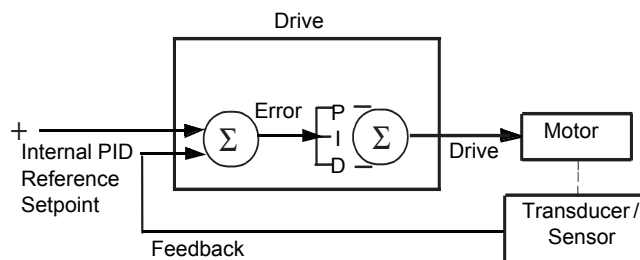 Drive
+
Internal PID
Reference
Setpoint
Σ
Error
P
I
D
Σ
Drive
Motor
Transducer /
Sensor
Feedback